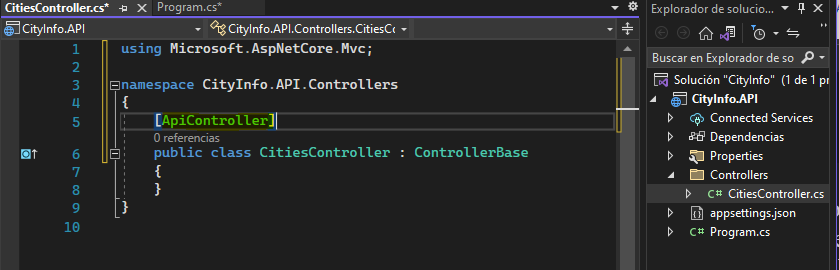 CitiesController.cs*
Program.cs*
CityInfo.API
CityInfo.API.Controllers.CitiesCo
1 using Microsoft.AspNetCore.Mvc;
2
3 namespace CityInfo.API.Controllers
4 {
5 [ApiController]
0 referencias
6 public class CitiesController : ControllerBase
7 {
8 }
9 }
10
Explorador de solucio...
Buscar en Explorador de solucio
Solución "CityInfo" (1 de 1 pr
CityInfo.API
Connected Services
Dependencias
Properties
Controllers
C# CitiesController.cs
appsettings.json
C# Program.cs